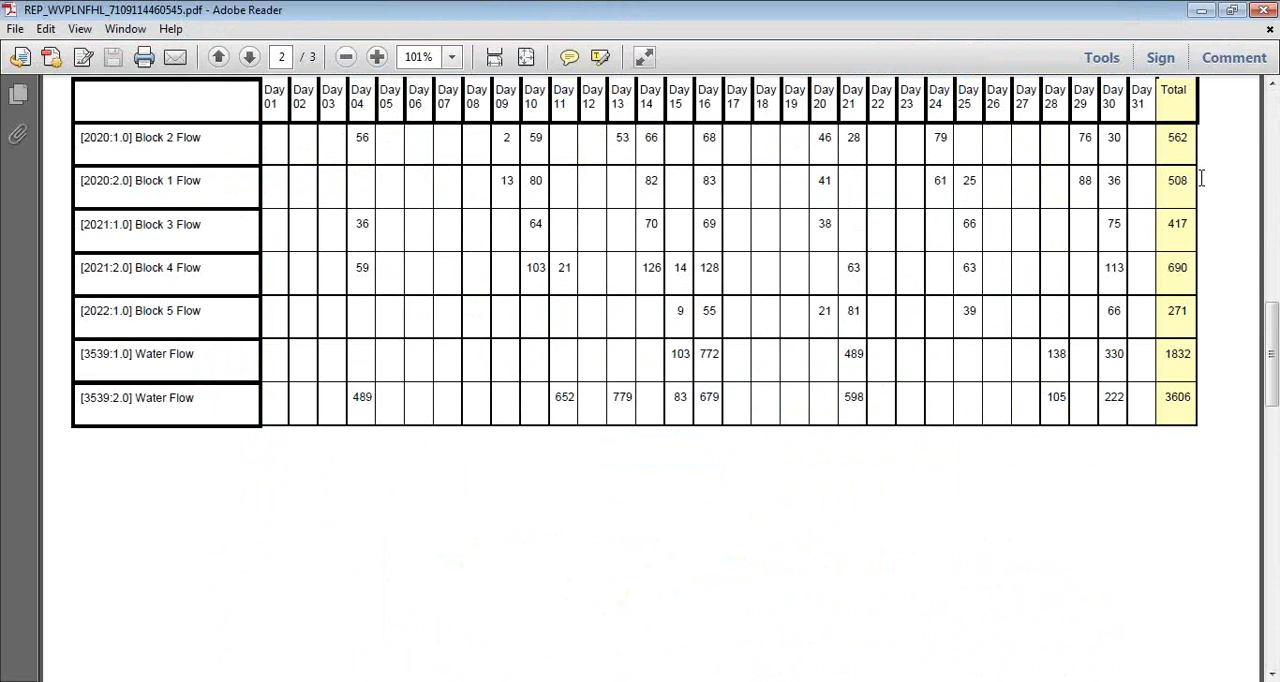 REP_WVPLNFHL_7109114460545.pdf - Adobe Reader
File Edit View Window Help
2 / 3 101% Tools Sign Comment
Day 01 Day 02 Day 03 Day 04 Day 05 Day 06 Day 07 Day 08 Day 09 Day 10 Day 11 Day 12 Day 13 Day 14 Day 15 Day 16 Day 17 Day 18 Day 19 Day 20 Day 21 Day 22 Day 23 Day 24 Day 25 Day 26 Day 27 Day 28 Day 29 Day 30 Day 31 Total
[2020:1.0] Block 2 Flow 56 2 59 53 66 68 46 28 79 76 30 562
[2020:2.0] Block 1 Flow 13 80 82 83 41 61 25 88 36 508
[2021:1.0] Block 3 Flow 36 64 70 69 38 66 75 417
[2021:2.0] Block 4 Flow 59 103 21 126 14 128 63 63 113 690
[2022:1.0] Block 5 Flow 9 55 21 81 39 66 271
[3539:1.0] Water Flow 103 772 489 138 330 1832
[3539:2.0] Water Flow 489 652 779 83 679 598 105 222 3606